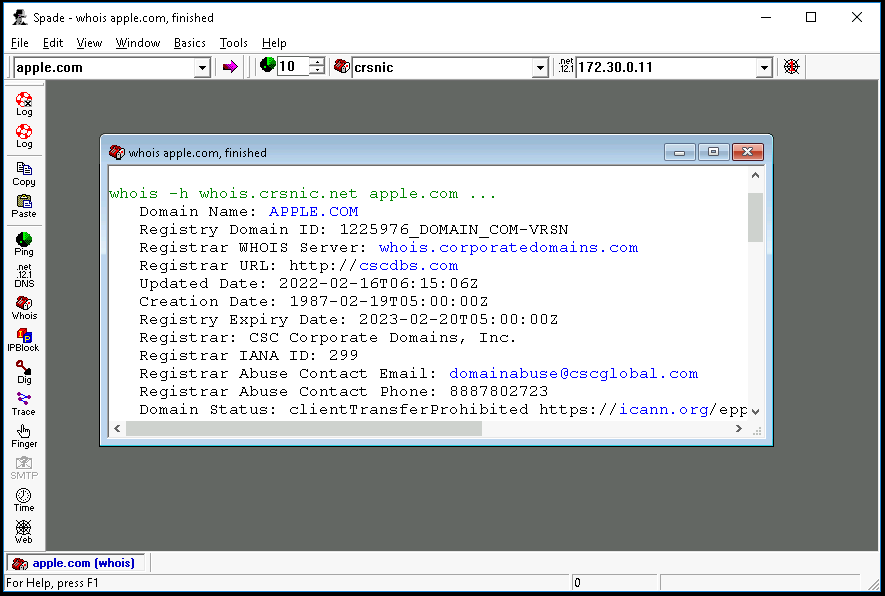 Spade - whois apple.com, finished
File Edit View Window Basics Tools Help
apple.com 10 crsnic .net .12.1 172.30.0.11
Log
Log
Copy
Paste
Ping
.net
.12.1
DNS
Whois
IPBlock
Dig
Trace
Finger
SMTP
Time
Web
whois apple.com, finished
whois -h whois.crsnic.net apple.com ...
Domain Name: APPLE.COM
Registry Domain ID: 1225976_DOMAIN_COM-VRSN
Registrar WHOIS Server: whois.corporatedomains.com
Registrar URL: http://cscdbs.com
Updated Date: 2022-02-16T06:15:06Z
Creation Date: 1987-02-19T05:00:00Z
Registry Expiry Date: 2023-02-20T05:00:00Z
Registrar: CSC Corporate Domains, Inc.
Registrar IANA ID: 299
Registrar Abuse Contact Email: domainabuse@cscglobal.com
Registrar Abuse Contact Phone: 8887802723
Domain Status: clientTransferProhibited https://icann.org/epp
apple.com (whois)
For Help, press F1 0